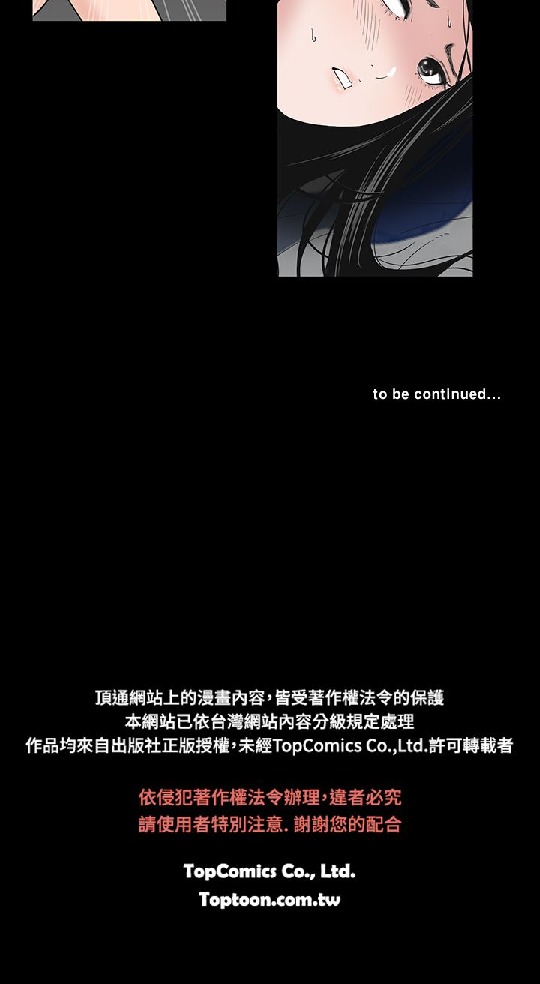 to be continued...
頂通網站上的漫畫內容，皆受著作權法令的保護
本網站已依台灣網站內容分級規定處理
作品均來自出版社正版授權，未經TopComics Co.,Ltd.許可轉載者
依侵犯著作權法令辦理，違者必究
請使用者特別注意. 謝謝您的配合
TopComics Co., Ltd.
Toptoon.com.tw